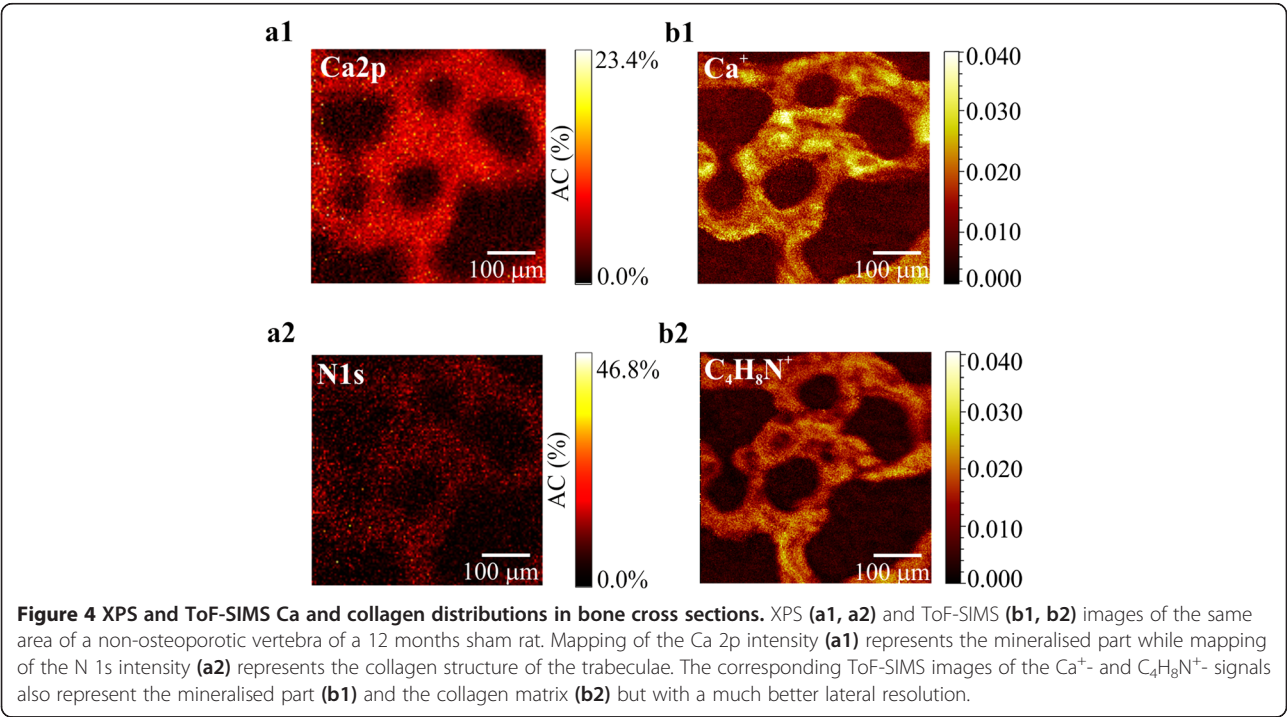 a1
b1
Ca2p
23.4%
AC (%)
0.0%
100 µm
Ca⁺
0.040
0.030
0.020
0.010
0.000
100 µm
a2
b2
N1s
46.8%
AC (%)
0.0%
100 µm
C₄H₈N⁺
0.040
0.030
0.020
0.010
0.000
100 µm
Figure 4 XPS and ToF-SIMS Ca and collagen distributions in bone cross sections. XPS (a1, a2) and ToF-SIMS (b1, b2) images of the same
area of a non-osteoporotic vertebra of a 12 months sham rat. Mapping of the Ca 2p intensity (a1) represents the mineralised part while mapping
of the N 1s intensity (a2) represents the collagen structure of the trabeculae. The corresponding ToF-SIMS images of the Ca⁺- and C₄H₈N⁺- signals
also represent the mineralised part (b1) and the collagen matrix (b2) but with a much better lateral resolution.